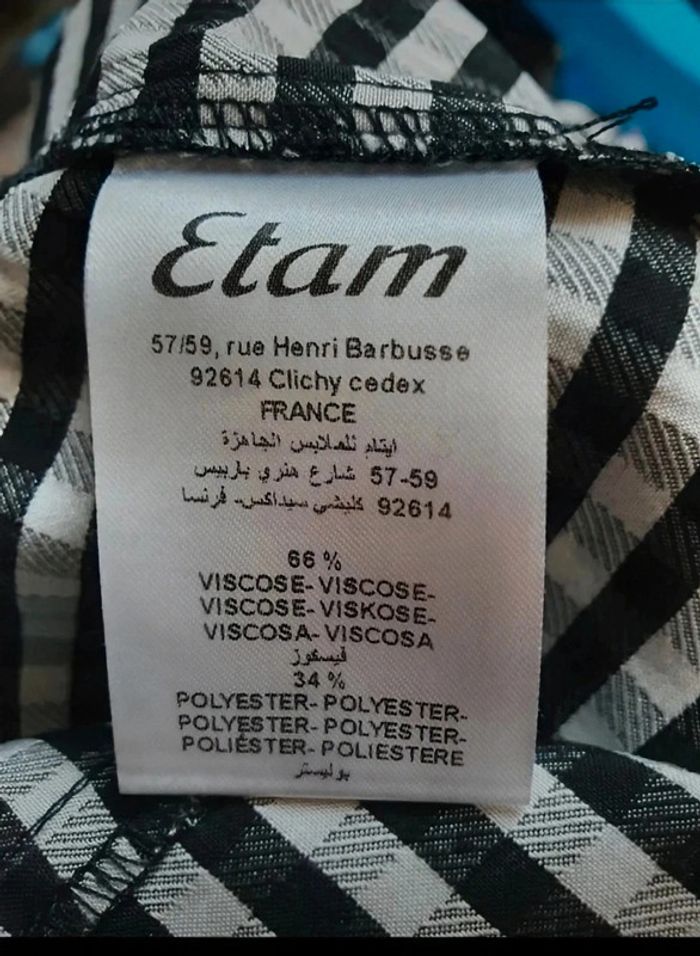 Etam
57/59, rue Henri Barbusse
92614 Clichy cedex
FRANCE
ايتام للملابس الجاهزة
57-59 شارع هنري باربيس
92614 كليشي سيداكس- فرنسا
66 %
VISCOSE- VISCOSE-
VISCOSE- VISKOSE-
VISCOSA- VISCOSA
فيسكوز
34 %
POLYESTER- POLYESTER-
POLYESTER- POLYESTER-
POLIÉSTER- POLIESTERE
بوليستر